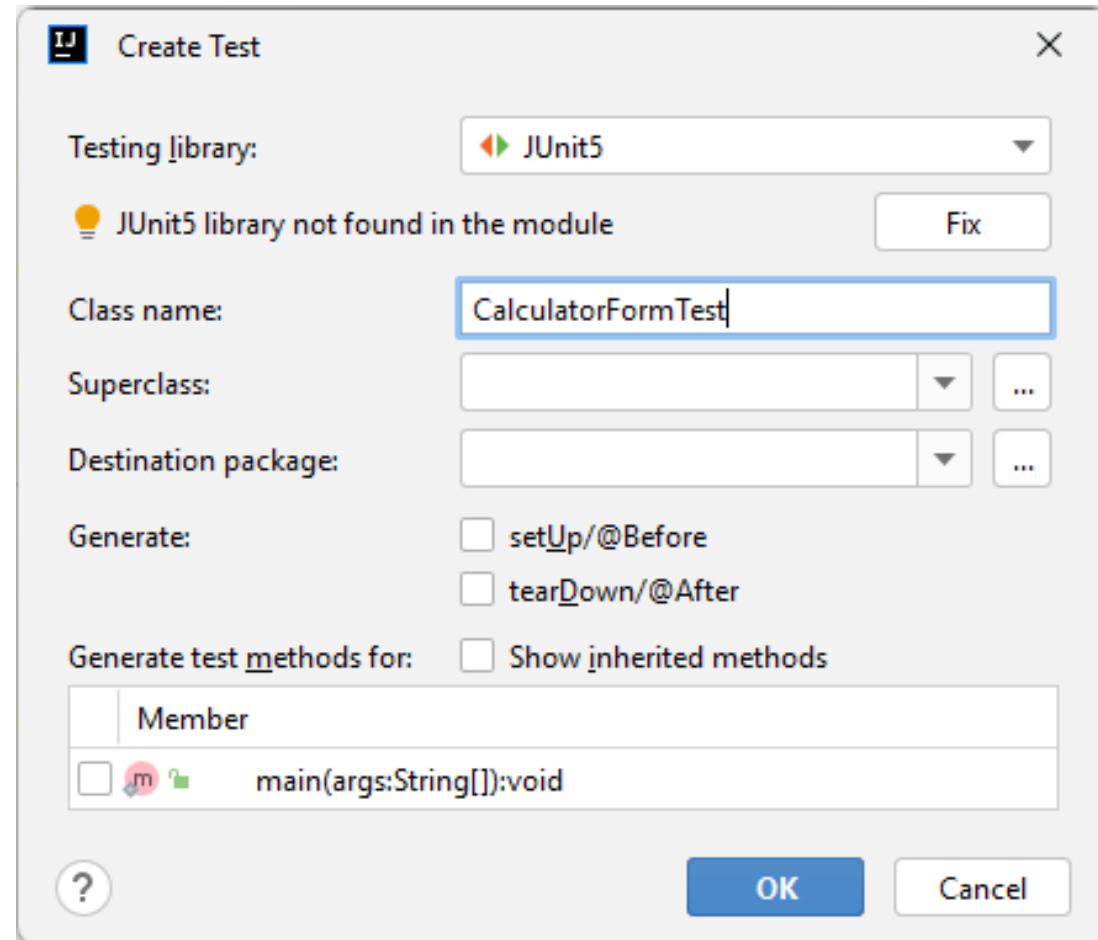 IJ Create Test
Testing library: JUnit5
JUnit5 library not found in the module Fix
Class name: CalculatorFormTest
Superclass: ...
Destination package: ...
Generate: setUp/@Before
tearDown/@After
Generate test methods for: Show inherited methods
Member
m main(args:String[]):void
? OK Cancel